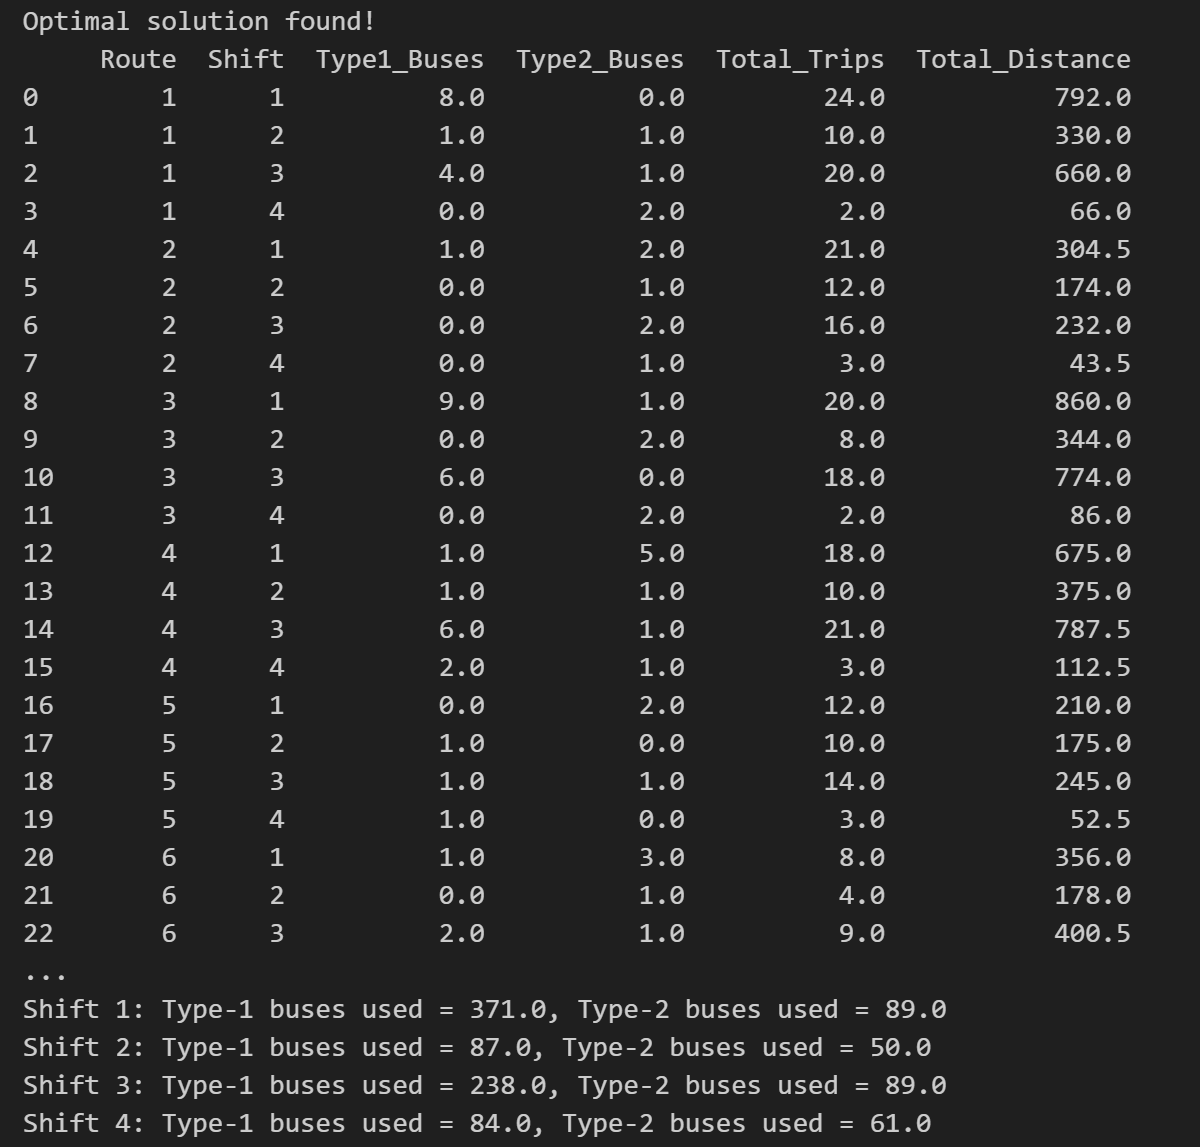 Optimal solution found!
    Route  Shift  Type1_Buses  Type2_Buses  Total_Trips  Total_Distance
0       1      1          8.0          0.0         24.0           792.0
1       1      2          1.0          1.0         10.0           330.0
2       1      3          4.0          1.0         20.0           660.0
3       1      4          0.0          2.0          2.0            66.0
4       2      1          1.0          2.0         21.0           304.5
5       2      2          0.0          1.0         12.0           174.0
6       2      3          0.0          2.0         16.0           232.0
7       2      4          0.0          1.0          3.0            43.5
8       3      1          9.0          1.0         20.0           860.0
9       3      2          0.0          2.0          8.0           344.0
10      3      3          6.0          0.0         18.0           774.0
11      3      4          0.0          2.0          2.0            86.0
12      4      1          1.0          5.0         18.0           675.0
13      4      2          1.0          1.0         10.0           375.0
14      4      3          6.0          1.0         21.0           787.5
15      4      4          2.0          1.0          3.0           112.5
16      5      1          0.0          2.0         12.0           210.0
17      5      2          1.0          0.0         10.0           175.0
18      5      3          1.0          1.0         14.0           245.0
19      5      4          1.0          0.0          3.0            52.5
20      6      1          1.0          3.0          8.0           356.0
21      6      2          0.0          1.0          4.0           178.0
22      6      3          2.0          1.0          9.0           400.5
...
Shift 1: Type-1 buses used = 371.0, Type-2 buses used = 89.0
Shift 2: Type-1 buses used = 87.0, Type-2 buses used = 50.0
Shift 3: Type-1 buses used = 238.0, Type-2 buses used = 89.0
Shift 4: Type-1 buses used = 84.0, Type-2 buses used = 61.0